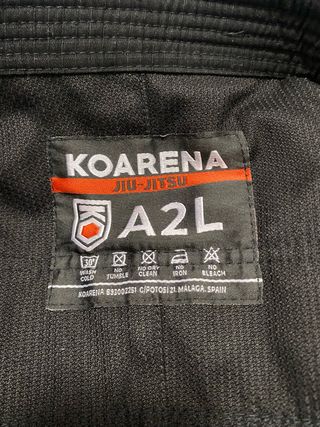 KOARENA
JIU-JITSU
A2L
30°
WASH COLD
NO TUMBLE
NO DRY CLEAN
NO IRON
NO BLEACH
KOARENA B93002251 C/POTOSI 21. MALAGA. SPAIN